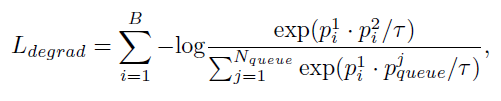 $L_{degrad} = \sum_{i=1}^{B} -\log \frac{\exp(p_i^1 \cdot p_i^2 / \tau)}{\sum_{j=1}^{N_{queue}} \exp(p_i^1 \cdot p_{queue}^j / \tau)},$